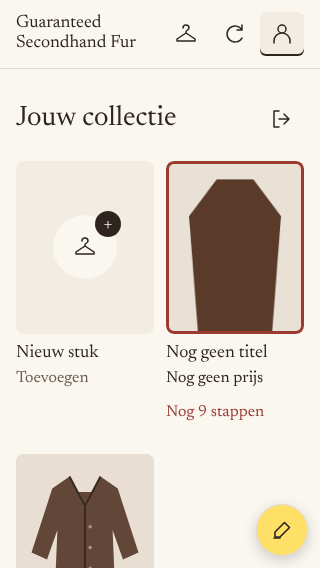 Guaranteed
Secondhand Fur
Jouw collectie
Nieuw stuk
Toevoegen
Nog geen titel
Nog geen prijs
Nog 9 stappen